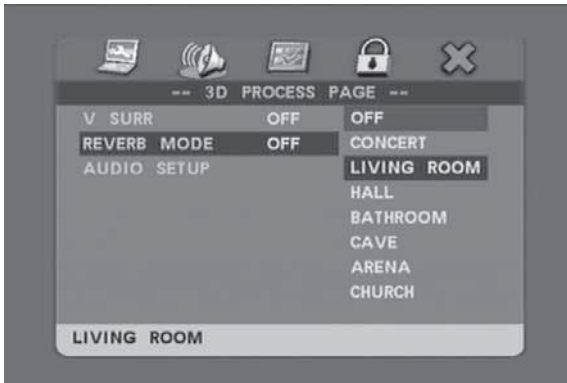 -- 3D PROCESS PAGE --
V SURR OFF OFF
REVERB MODE OFF CONCERT
AUDIO SETUP LIVING ROOM
HALL
BATHROOM
CAVE
ARENA
CHURCH
LIVING ROOM